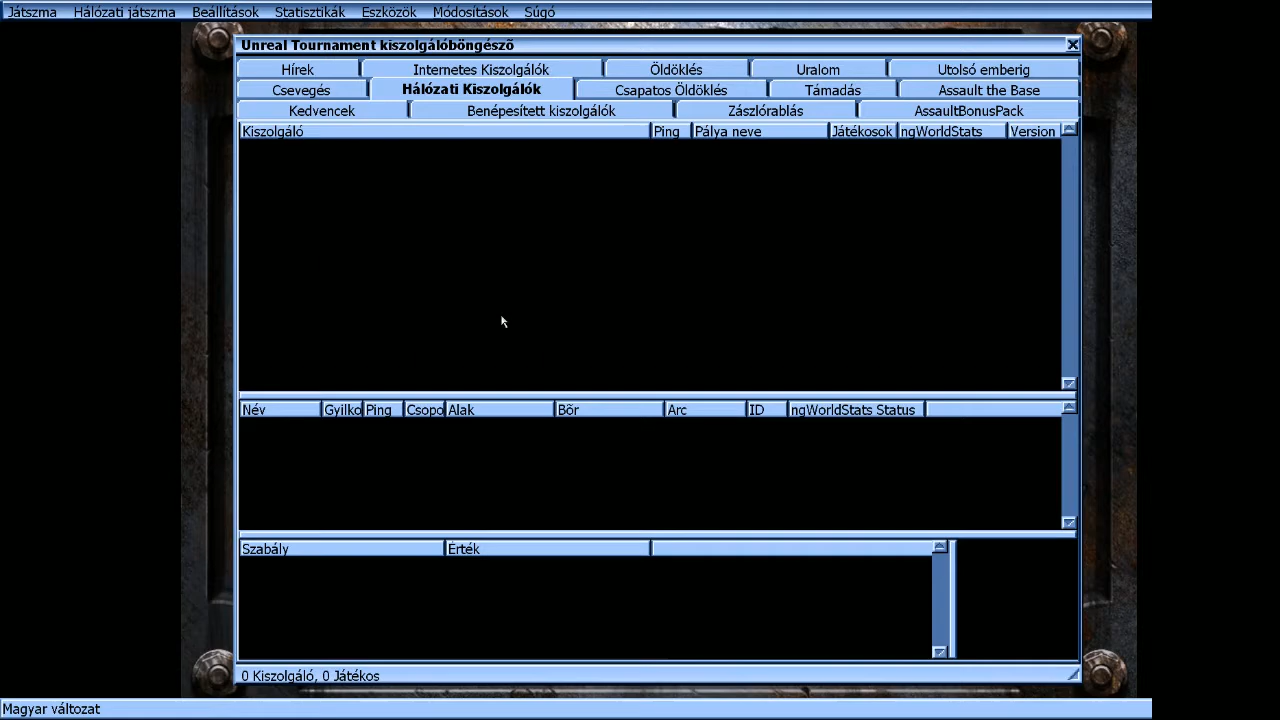 Játszma Hálózati játszma Beállítások Statisztikák Eszközök Módosítások Súgó
Unreal Tournament kiszolgálóböngészõ
Hírek Internetes Kiszolgálók Öldöklés Uralom Utolsó emberig
Csevegés Hálózati Kiszolgálók Csapatos Öldöklés Támadás Assault the Base
Kedvencek Benépesített kiszolgálók Zászlórablás AssaultBonusPack
Kiszolgáló Ping Pálya neve Játékosok ngWorldStats Version
Név Gyilko Ping Csopo Alak Bõr Arc ID ngWorldStats Status
Szabály Érték
0 Kiszolgáló, 0 Játékos
Magyar változat